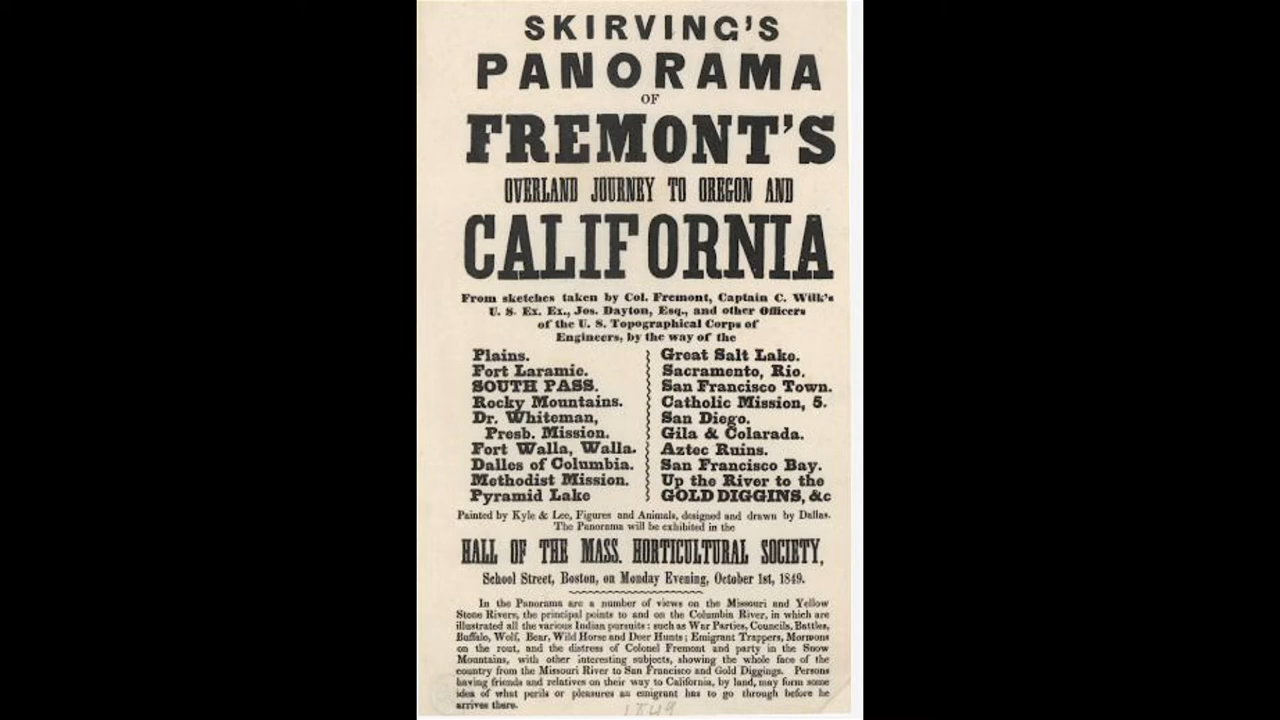 SKIRVING'S
PANORAMA
OF
FREMONT'S
OVERLAND JOURNEY TO OREGON AND
CALIFORNIA
From sketches taken by Col. Fremont, Captain C. Wilk's
U. S. Ex. Ex., Jos. Dayton, Esq., and other Officers
of the U. S. Topographical Corps of
Engineers, by the way of the
Plains.
Fort Laramie.
SOUTH PASS.
Rocky Mountains.
Dr. Whiteman,
Presb. Mission.
Fort Walla, Walla.
Dalles of Columbia.
Methodist Mission.
Pyramid Lake
Great Salt Lake.
Sacramento, Rio.
San Francisco Town.
Catholic Mission, 5.
San Diego.
Gila & Colarada.
Aztec Ruins.
San Francisco Bay.
Up the River to the
GOLD DIGGINS, &c
Painted by Kyle & Lee, Figures and Animals, designed and drawn by Dallas.
The Panorama will be exhibited in the
HALL OF THE MASS. HORTICULTURAL SOCIETY,
School Street, Boston, on Monday Evening, October 1st, 1849.
In the Panorama are a number of views on the Missouri and Yellow
Stone Rivers, the principal points to and on the Columbia River, in which are
illustrated all the various Indian pursuits: such as War Parties, Councils, Battles,
Buffalo, Wolf, Bear, Wild Horse and Deer Hunts; Emigrant Trappers, Mormons
on the rout, and the distress of Colonel Fremont and party in the Snow
Mountains, with other interesting subjects, showing the whole face of the
country from the Missouri River to San Francisco and Gold Diggings. Persons
having friends and relatives on their way to California, by land, may form some
idea of what perils or pleasures an emigrant has to go through before he
arrives there.
1849